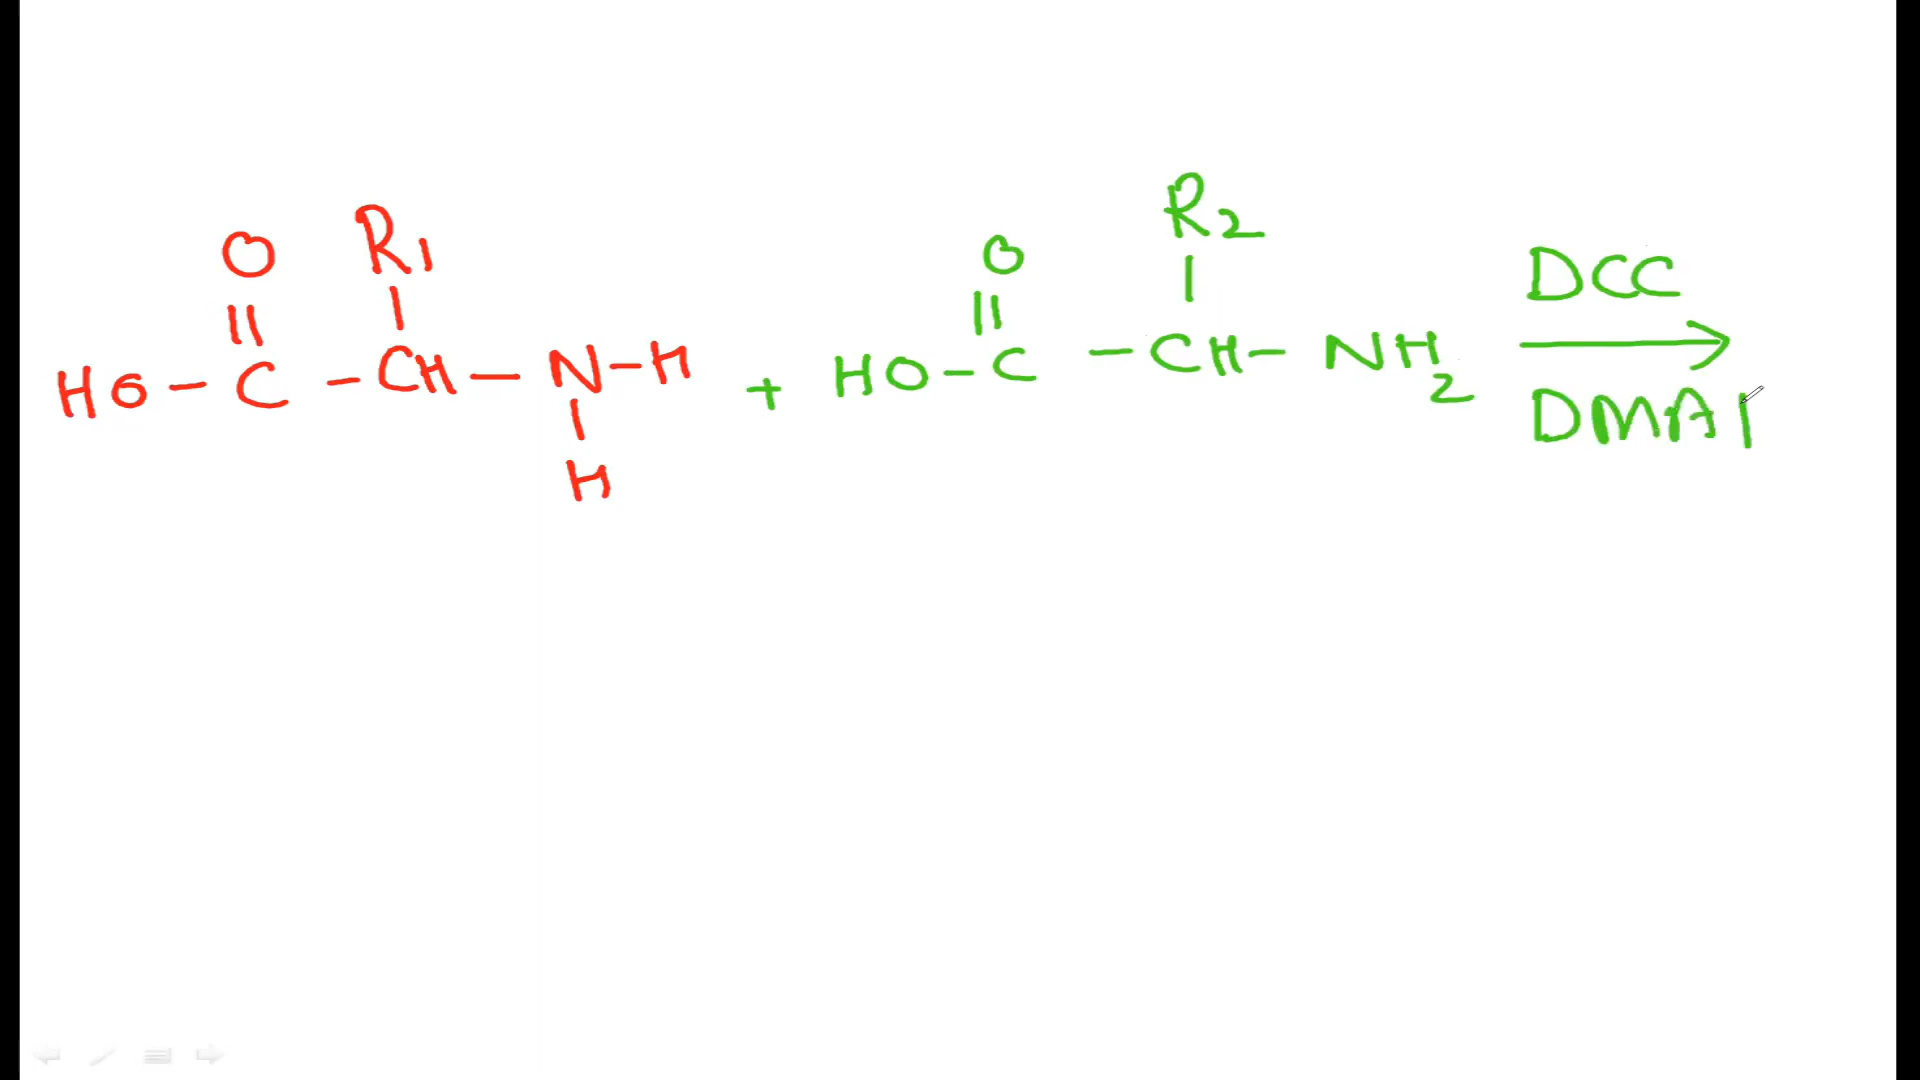 O R1 O R2
|| | || | DCC
HO - C - CH - N - H + HO - C - CH - NH2 →
| DMAP
H